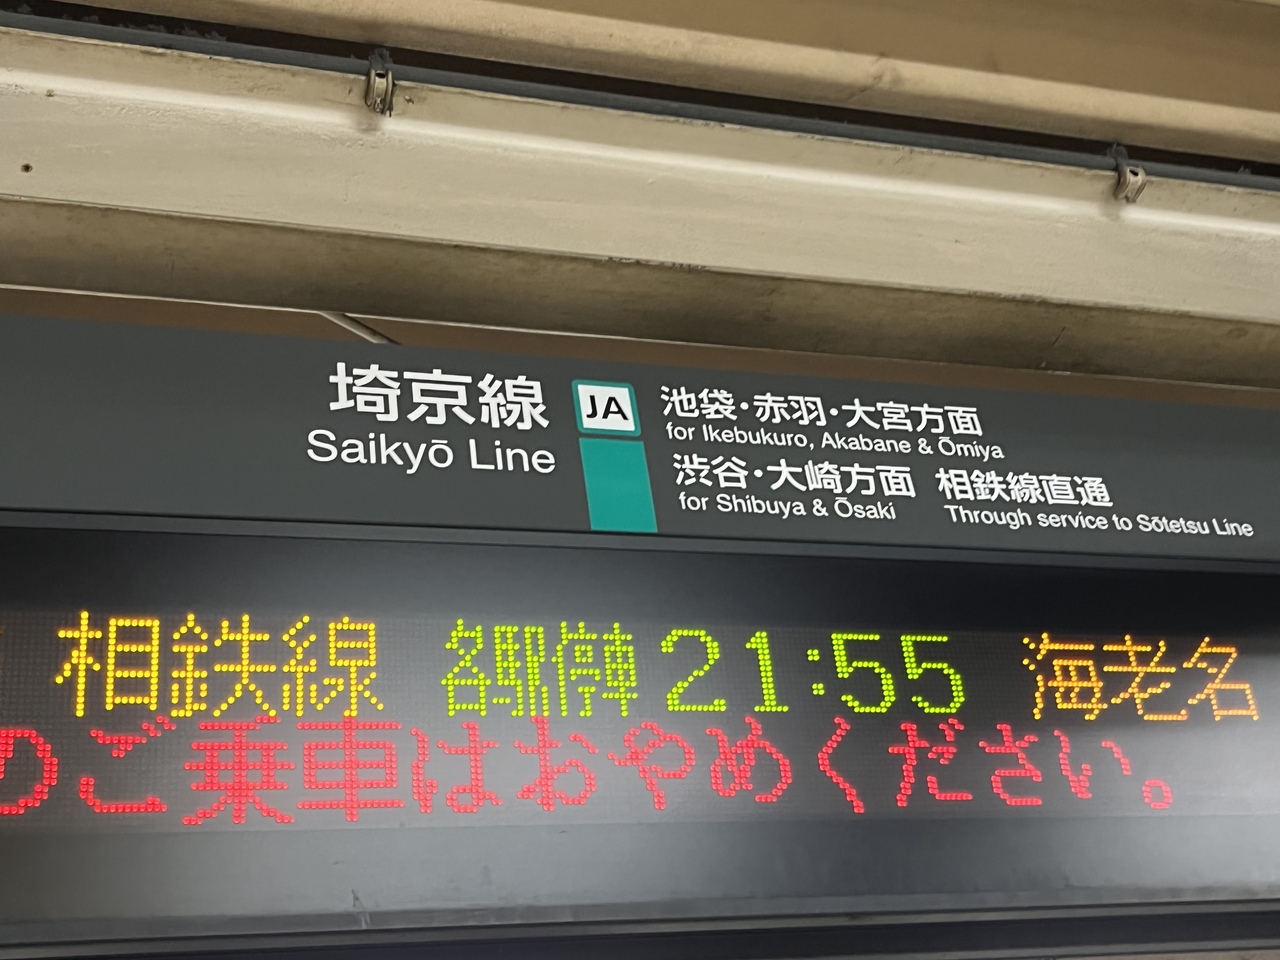 埼京線
Saikyō Line
JA
池袋・赤羽・大宮方面
for Ikebukuro, Akabane & Ōmiya
渋谷・大崎方面 相鉄線直通
for Shibuya & Ōsaki Through service to Sōtetsu Line
相鉄線 各駅停車 21:55 海老名
のご乗車はおやめください。